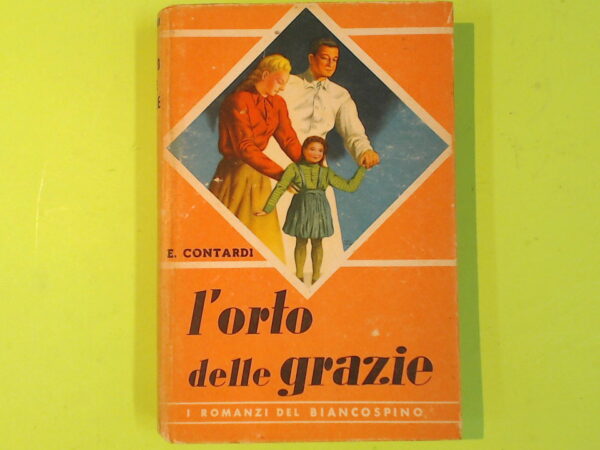 E. CONTARDI
l'orto
delle grazie
I ROMANZI DEL BIANCOSPINO